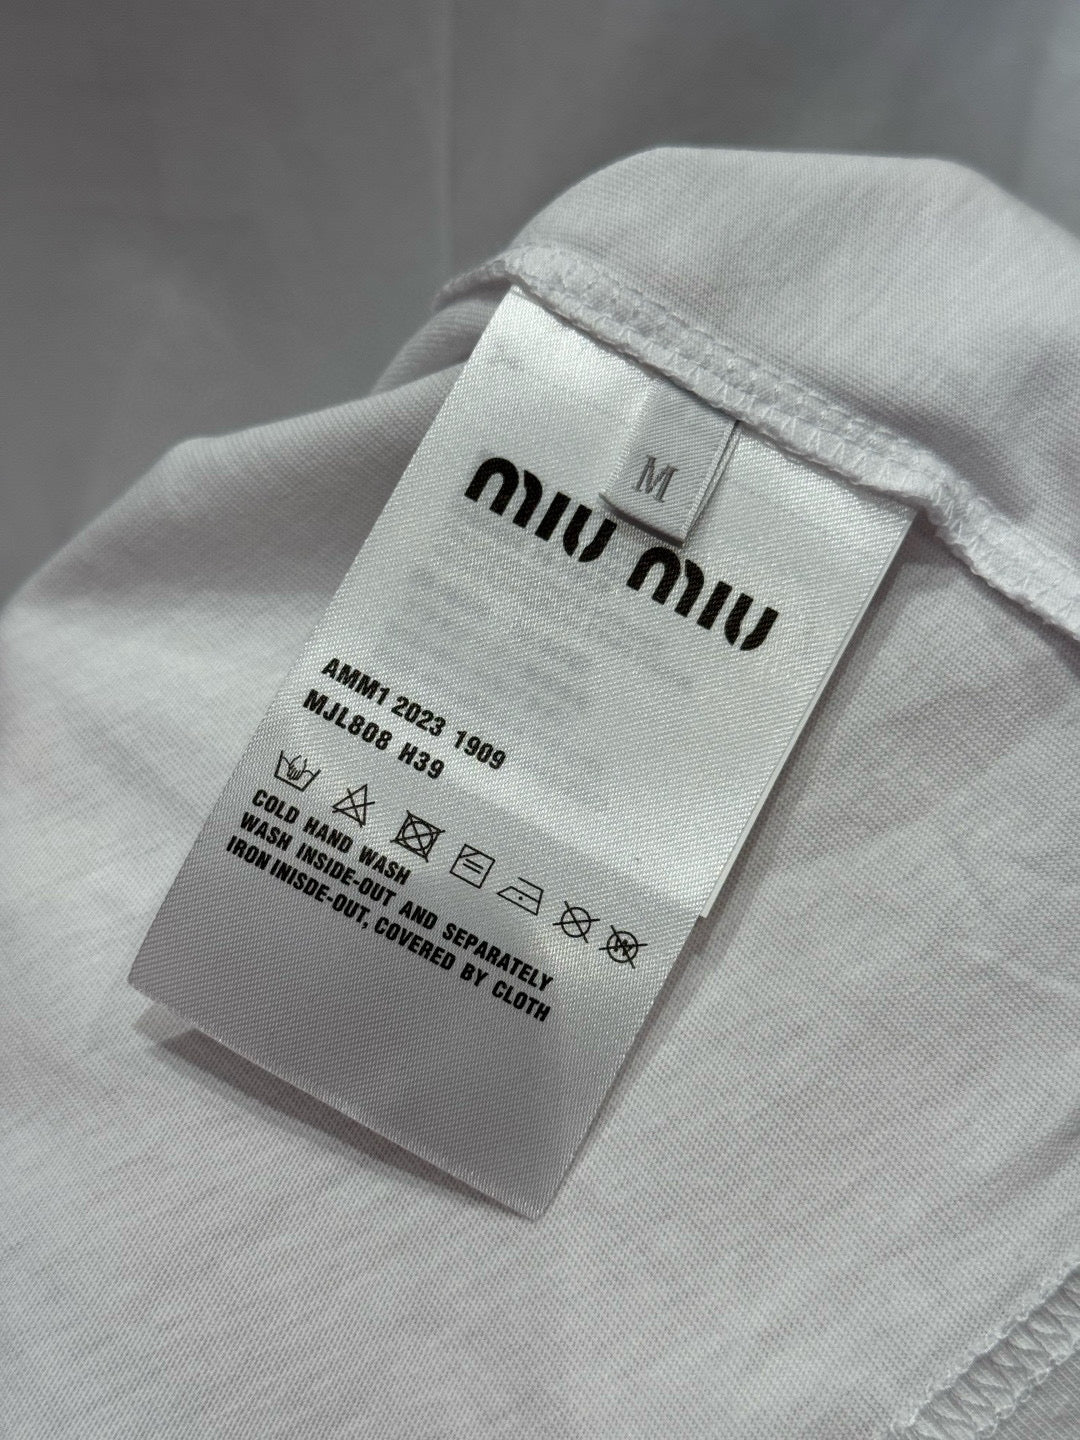 M
miu miu
AMM1 2023 1909
MJL808 H39
COLD HAND WASH
WASH INSIDE-OUT AND SEPARATELY
IRON INISDE-OUT, COVERED BY CLOTH